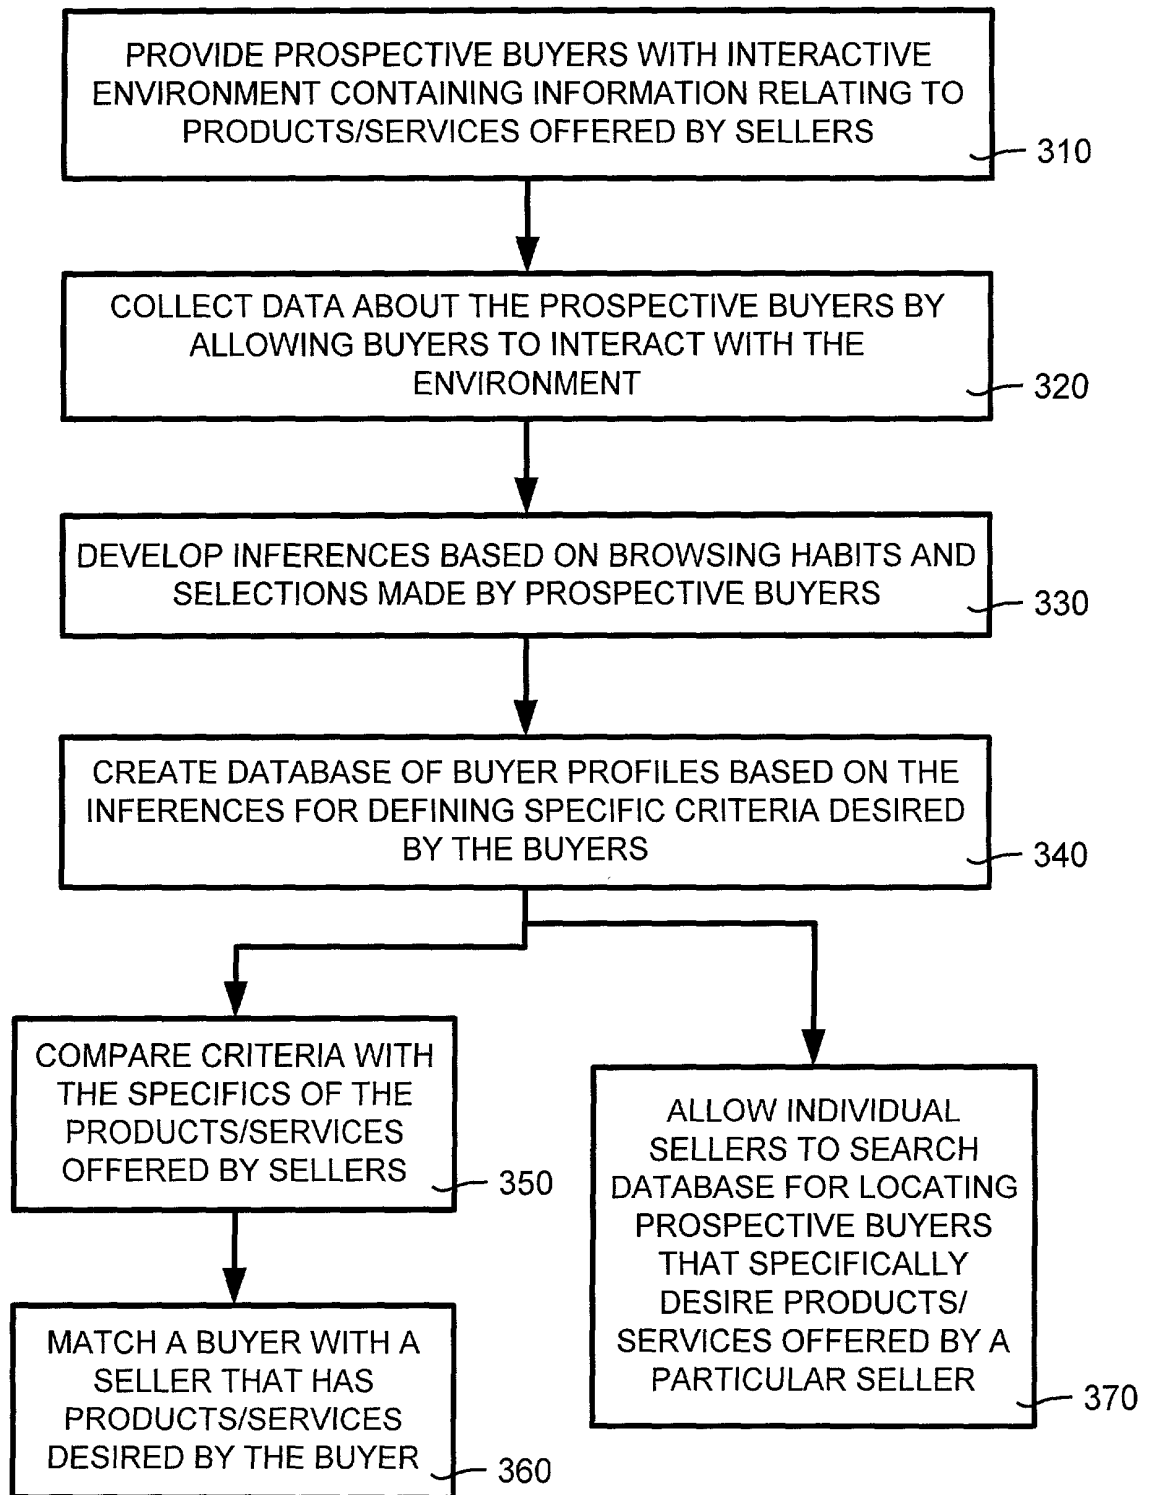 PROVIDE PROSPECTIVE BUYERS WITH INTERACTIVE
ENVIRONMENT CONTAINING INFORMATION RELATING TO
PRODUCTS/SERVICES OFFERED BY SELLERS
310
COLLECT DATA ABOUT THE PROSPECTIVE BUYERS BY
ALLOWING BUYERS TO INTERACT WITH THE
ENVIRONMENT
320
DEVELOP INFERENCES BASED ON BROWSING HABITS AND
SELECTIONS MADE BY PROSPECTIVE BUYERS
330
CREATE DATABASE OF BUYER PROFILES BASED ON THE
INFERENCES FOR DEFINING SPECIFIC CRITERIA DESIRED
BY THE BUYERS
340
COMPARE CRITERIA WITH
THE SPECIFICS OF THE
PRODUCTS/SERVICES
OFFERED BY SELLERS
350
MATCH A BUYER WITH A
SELLER THAT HAS
PRODUCTS/SERVICES
DESIRED BY THE BUYER
360
ALLOW INDIVIDUAL
SELLERS TO SEARCH
DATABASE FOR LOCATING
PROSPECTIVE BUYERS
THAT SPECIFICALLY
DESIRE PRODUCTS/
SERVICES OFFERED BY A
PARTICULAR SELLER
370